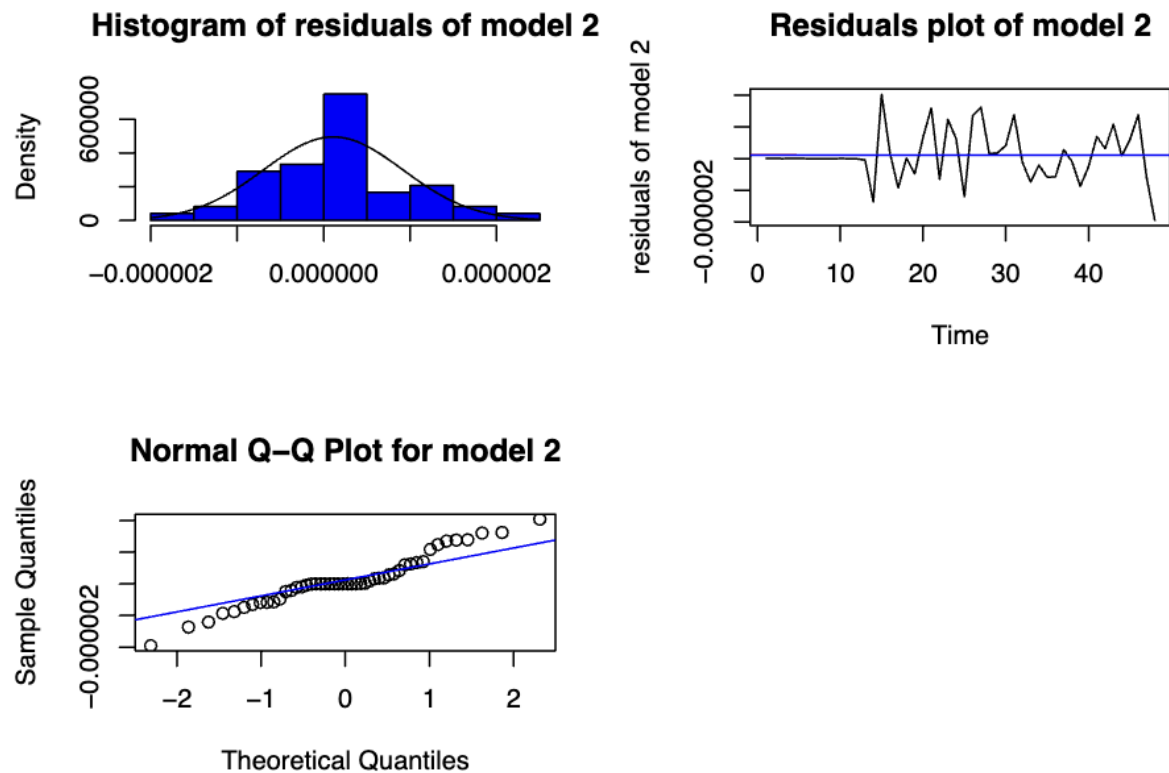 Histogram of residuals of model 2
Density
0
600000
−0.000002
0.000000
0.000002
Residuals plot of model 2
residuals of model 2
−0.000002
0
10
20
30
40
Time
Normal Q−Q Plot for model 2
Sample Quantiles
−0.000002
−2
−1
0
1
2
Theoretical Quantiles